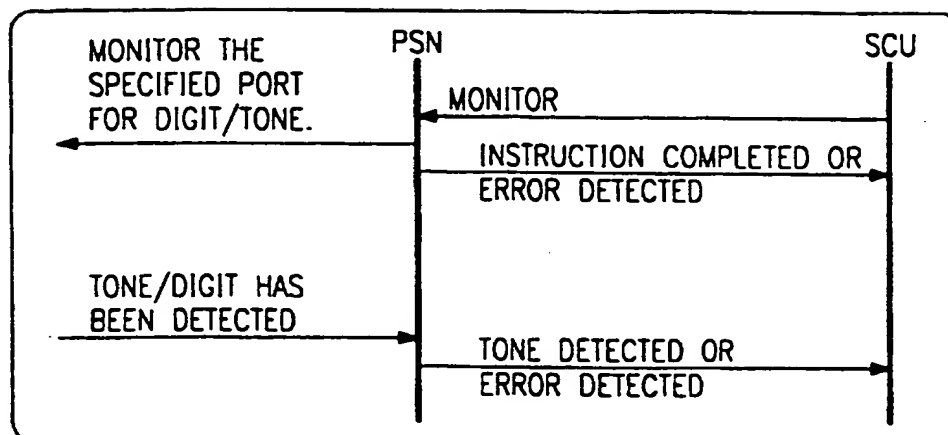 MONITOR THE
SPECIFIED PORT
FOR DIGIT/TONE.
PSN
SCU
MONITOR
INSTRUCTION COMPLETED OR
ERROR DETECTED
TONE/DIGIT HAS
BEEN DETECTED
TONE DETECTED OR
ERROR DETECTED